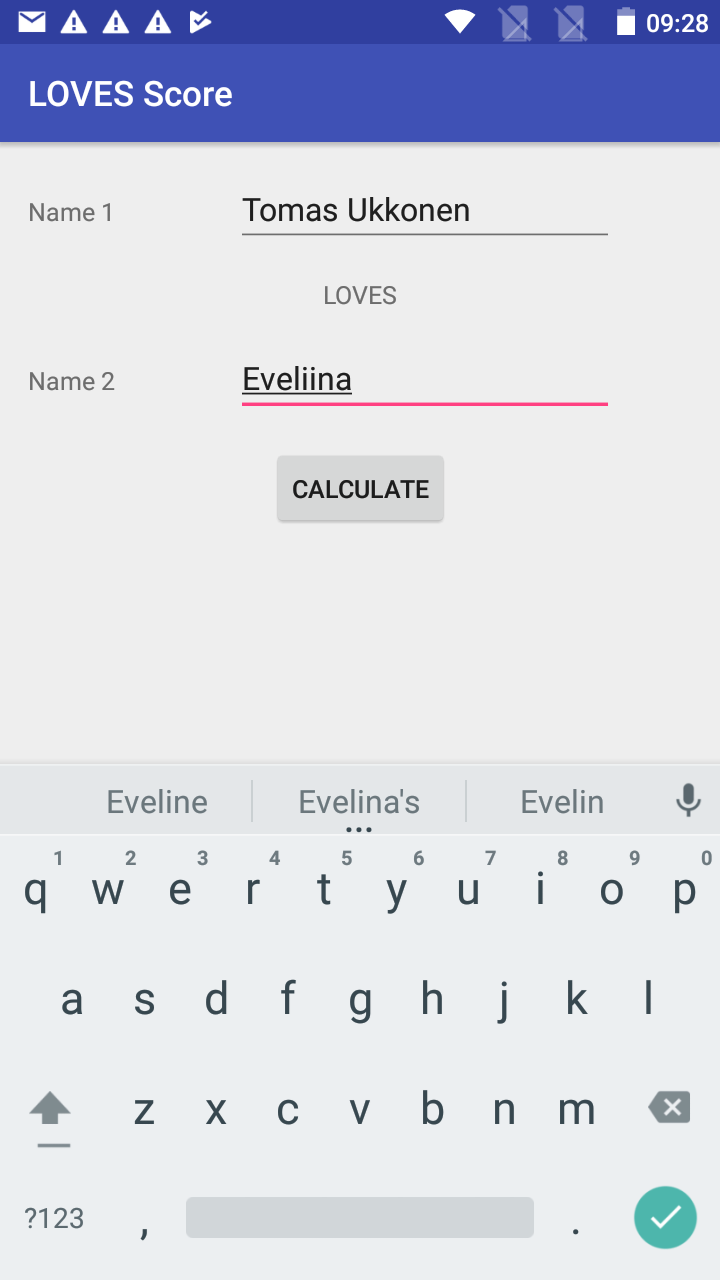 09:28
LOVES Score
Name 1 Tomas Ukkonen
LOVES
Name 2 Eveliina
CALCULATE
Eveline Evelina's Evelin
1 2 3 4 5 6 7 8 9 0
q w e r t y u i o p
a s d f g h j k l
z x c v b n m
?123 , .